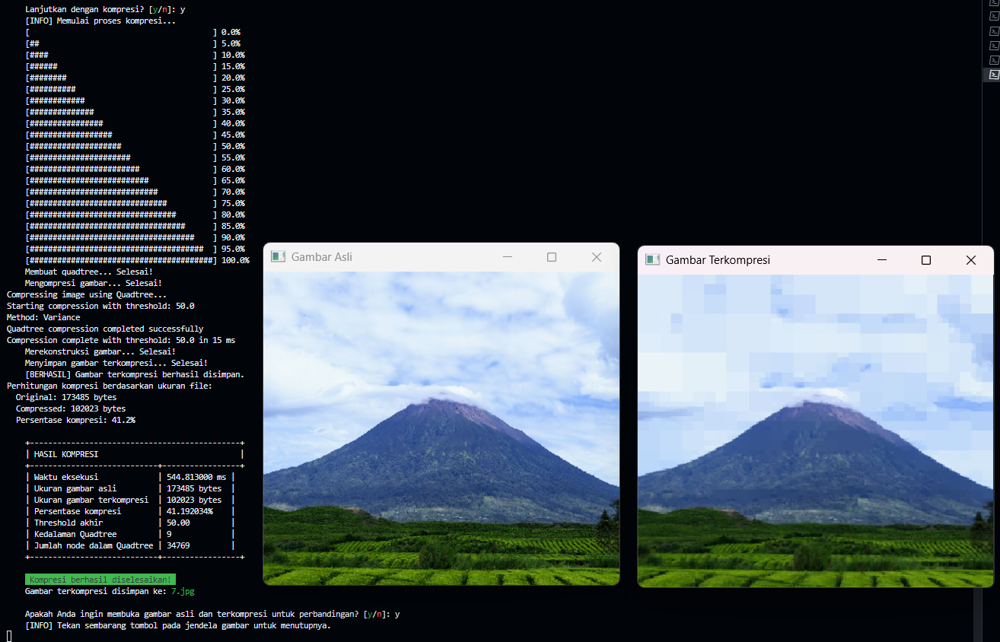 Lanjutkan dengan kompresi? [y/n]: y
[INFO] Memulai proses kompresi...
[                                        ] 0.0%
[##                                      ] 5.0%
[####                                    ] 10.0%
[######                                  ] 15.0%
[########                                ] 20.0%
[##########                              ] 25.0%
[############                            ] 30.0%
[##############                          ] 35.0%
[################                        ] 40.0%
[##################                      ] 45.0%
[####################                    ] 50.0%
[######################                  ] 55.0%
[########################                ] 60.0%
[##########################              ] 65.0%
[############################            ] 70.0%
[##############################          ] 75.0%
[################################        ] 80.0%
[##################################      ] 85.0%
[####################################    ] 90.0%
[######################################  ] 95.0%
[########################################] 100.0%
Membuat quadtree... Selesai!
Mengompresi gambar... Selesai!
Compressing image using Quadtree...
Starting compression with threshold: 50.0
Method: Variance
Quadtree compression completed successfully
Compression complete with threshold: 50.0 in 15 ms
Merekonstruksi gambar... Selesai!
Menyimpan gambar terkompresi... Selesai!
[BERHASIL] Gambar terkompresi berhasil disimpan.
Perhitungan kompresi berdasarkan ukuran file:
Original: 173485 bytes
Compressed: 102023 bytes
Persentase kompresi: 41.2%
+-----------------------------------------------+
| HASIL KOMPRESI                                |
+-----------------------------+-----------------+
| Waktu eksekusi              | 544.813000 ms |
| Ukuran gambar asli          | 173485 bytes  |
| Ukuran gambar terkompresi   | 102023 bytes  |
| Persentase kompresi         | 41.192034%    |
| Threshold akhir             | 50.00         |
| Kedalaman Quadtree          | 9             |
| Jumlah node dalam Quadtree | 34769         |
+-----------------------------+-----------------+
Kompresi berhasil diselesaikan!
Gambar terkompresi disimpan ke: 7.jpg
Apakah Anda ingin membuka gambar asli dan terkompresi untuk perbandingan? [y/n]: y
[INFO] Tekan sembarang tombol pada jendela gambar untuk menutupnya.
Gambar Asli
Gambar Terkompresi